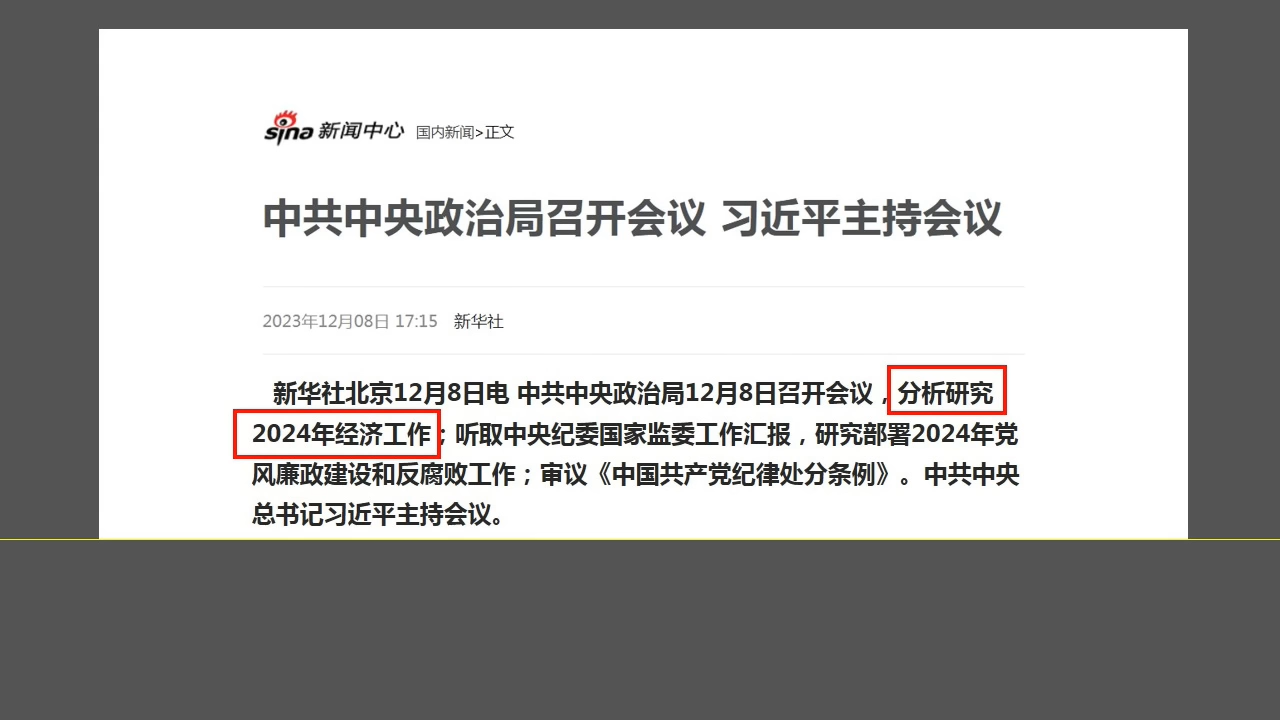 sina 新闻中心 国内新闻>正文
中共中央政治局召开会议 习近平主持会议
2023年12月08日 17:15 新华社
新华社北京12月8日电 中共中央政治局12月8日召开会议，分析研究
2024年经济工作；听取中央纪委国家监委工作汇报，研究部署2024年党
风廉政建设和反腐败工作；审议《中国共产党纪律处分条例》。中共中央
总书记习近平主持会议。